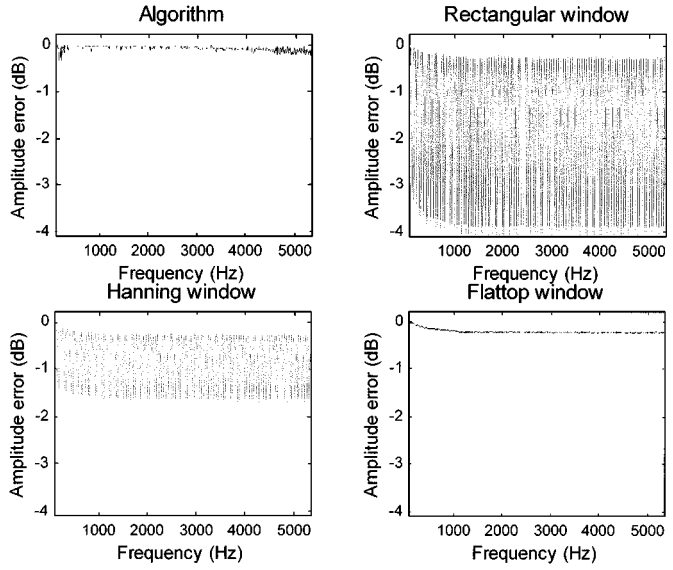 Algorithm
Amplitude error (dB)
0
-1
-2
-3
-4
1000 2000 3000 4000 5000
Frequency (Hz)
Rectangular window
Amplitude error (dB)
0
-1
-2
-3
-4
1000 2000 3000 4000 5000
Frequency (Hz)
Hanning window
Amplitude error (dB)
0
-1
-2
-3
-4
1000 2000 3000 4000 5000
Frequency (Hz)
Flattop window
Amplitude error (dB)
0
-1
-2
-3
-4
1000 2000 3000 4000 5000
Frequency (Hz)